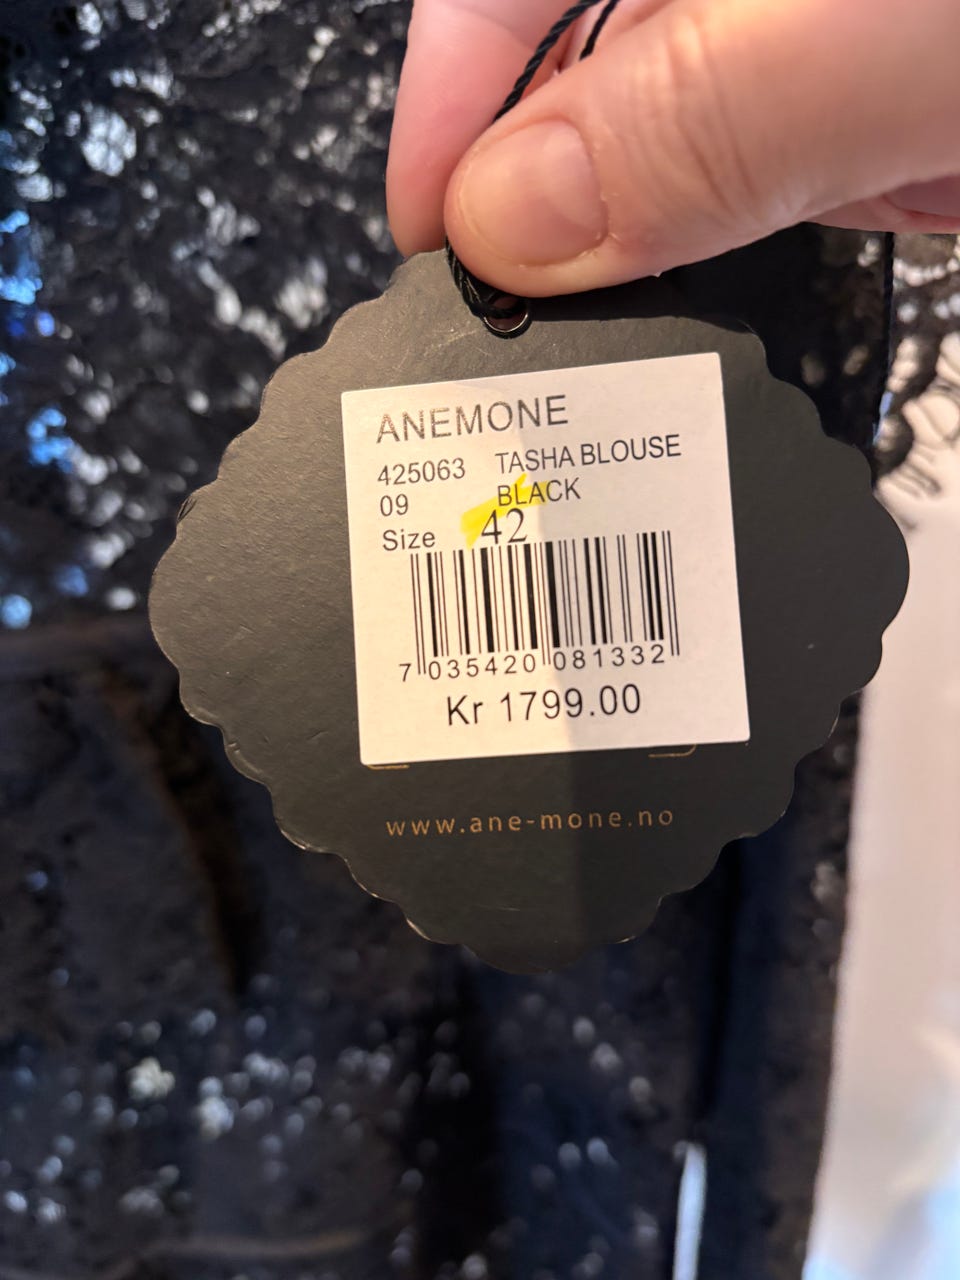 ANEMONE
425063 TASHA BLOUSE
09 BLACK
Size 42
7 035420 081332
Kr 1799.00
www.ane-mone.no